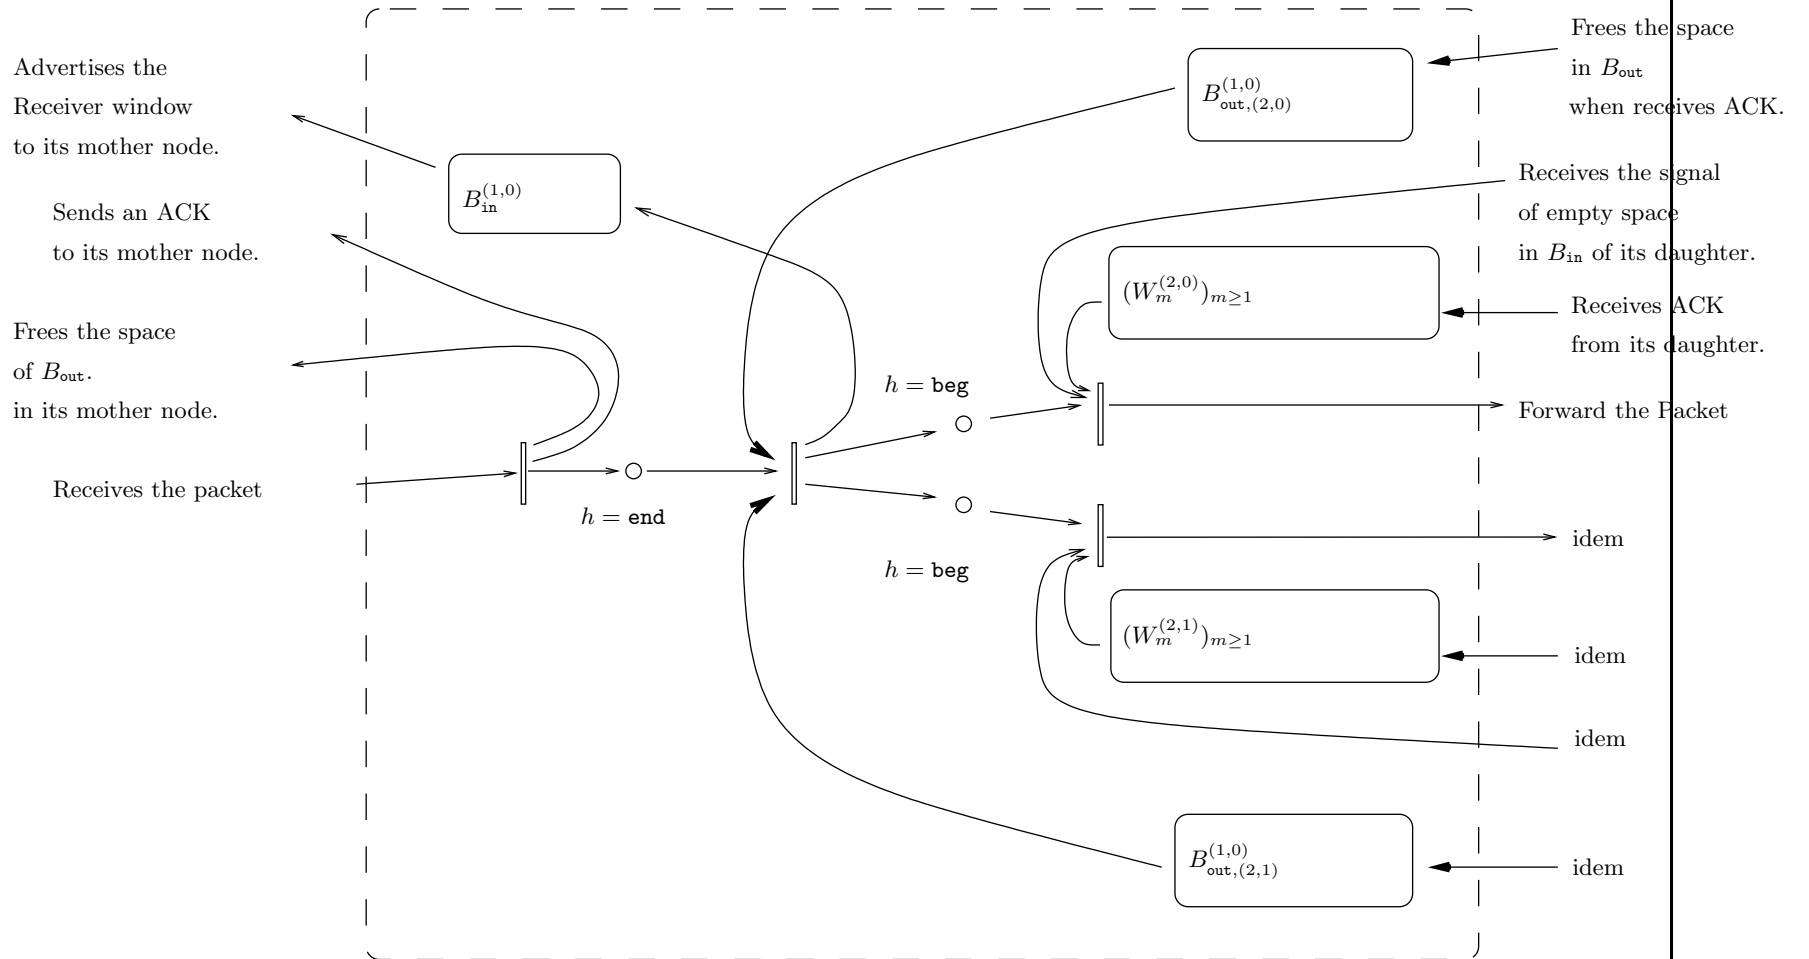 Advertises the
Receiver window
to its mother node.
Sends an ACK
to its mother node.
Frees the space
of B_out.
in its mother node.
Receives the packet
B_in^(1,0)
h = end
h = beg
h = beg
B_out,(2,0)^(1,0)
(W_m^(2,0))_m≥1
(W_m^(2,1))_m≥1
B_out,(2,1)^(1,0)
Frees the space
in B_out
when receives ACK.
Receives the signal
of empty space
in B_in of its daughter.
Receives ACK
from its daughter.
Forward the Packet
idem
idem
idem
idem